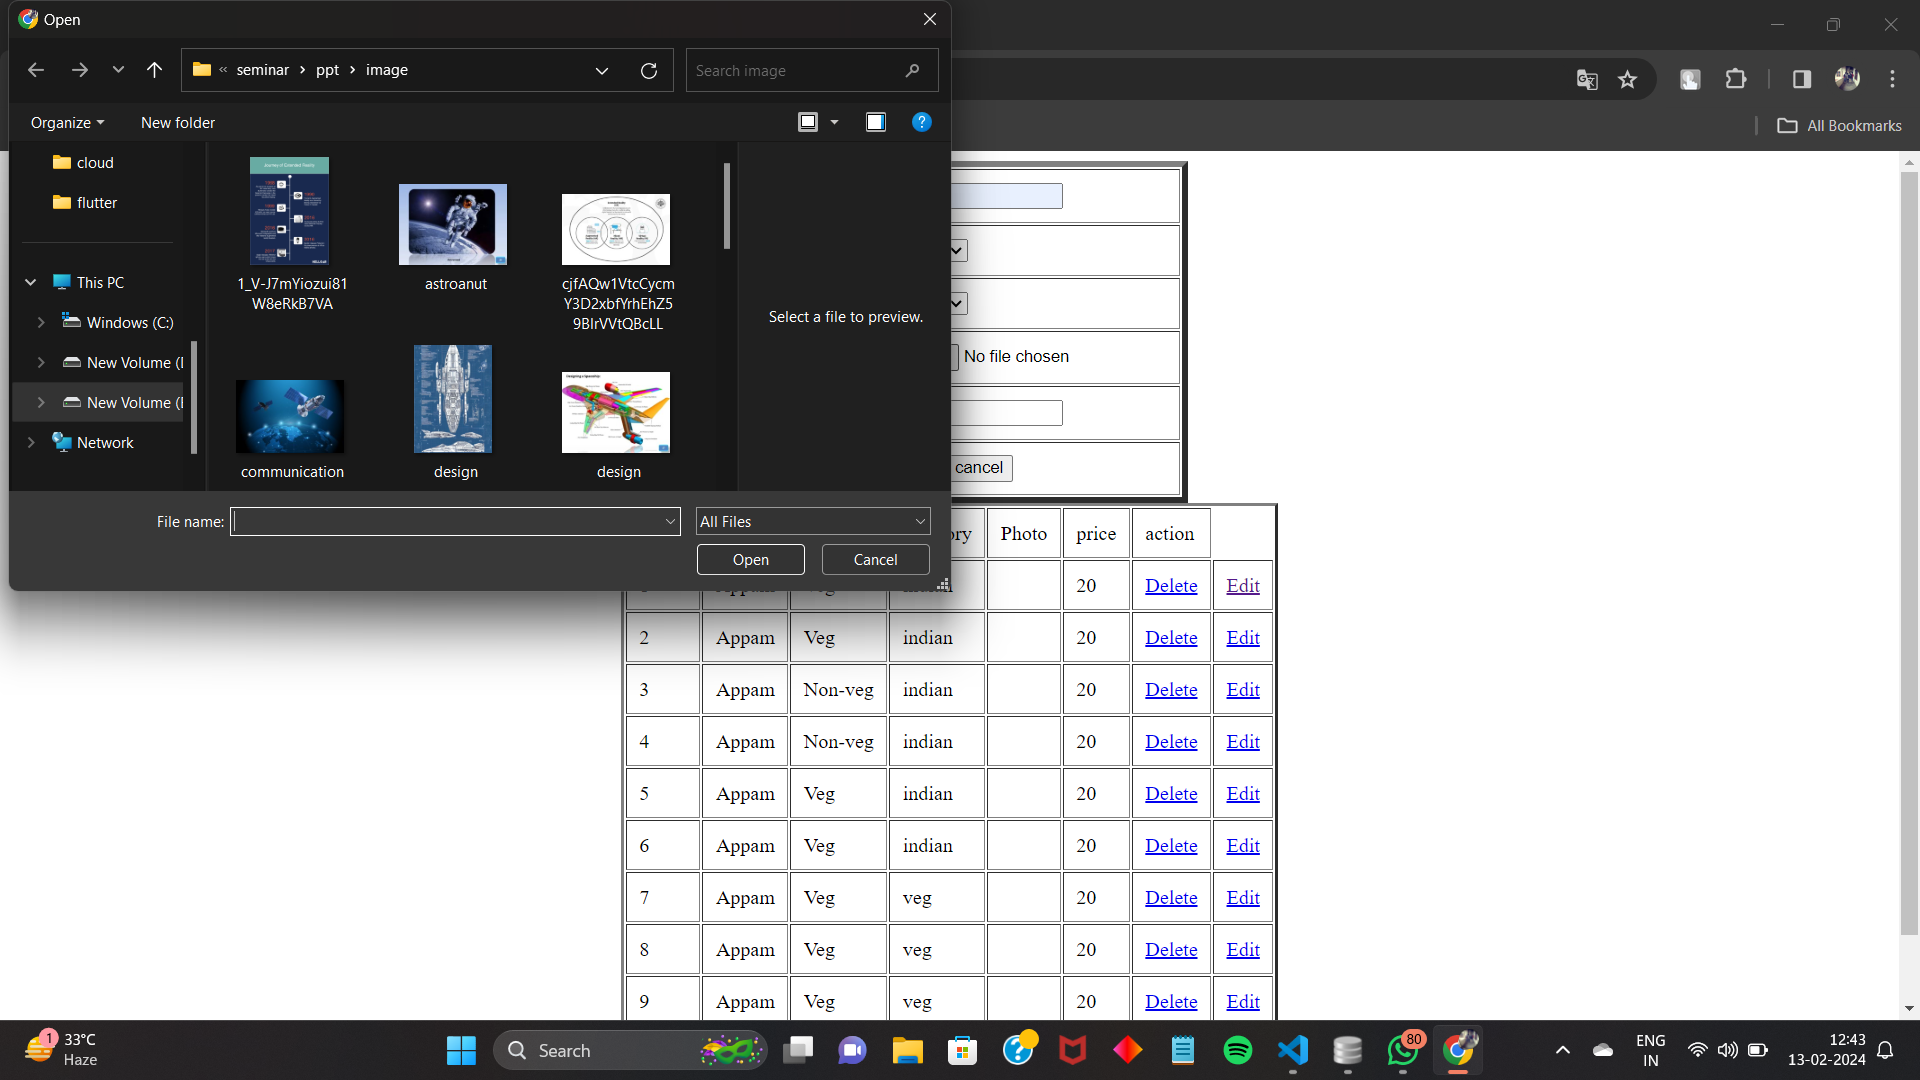 Open
« seminar › ppt › image
Search image
Organize
New folder
All Bookmarks
cloud
flutter
This PC
Windows (C:)
New Volume (
New Volume (
Network
1_V-J7mYiozui81
W8eRkB7VA
astroanut
cjfAQw1VtcCycm
Y3D2xbfYrhEhZ5
9BIrVVtQBcLL
communication
design
design
Select a file to preview.
No file chosen
cancel
File name:
All Files
Open
Cancel
ory Photo price action
20 Delete Edit
2 Appam Veg indian 20 Delete Edit
3 Appam Non-veg indian 20 Delete Edit
4 Appam Non-veg indian 20 Delete Edit
5 Appam Veg indian 20 Delete Edit
6 Appam Veg indian 20 Delete Edit
7 Appam Veg veg 20 Delete Edit
8 Appam Veg veg 20 Delete Edit
9 Appam Veg veg 20 Delete Edit
1
33°C
Haze
Search
80
ENG
IN
12:43
13-02-2024